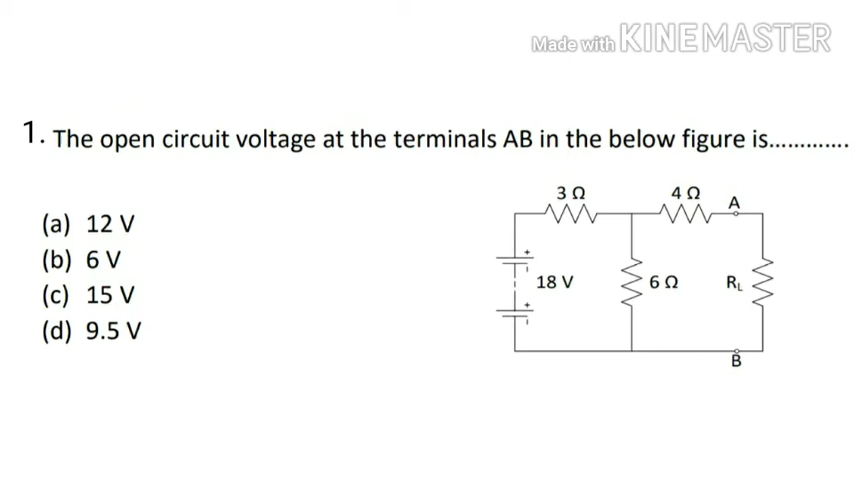 Made with KINEMASTER
1. The open circuit voltage at the terminals AB in the below figure is.............
(a) 12 V
(b) 6 V
(c) 15 V
(d) 9.5 V
3 Ω
4 Ω
A
+
-
18 V
6 Ω
RL
+
-
B